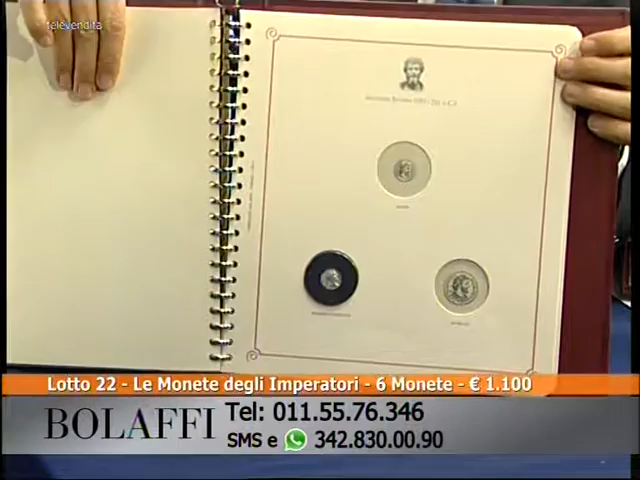 televendita
Lotto 22 - Le Monete degli Imperatori - 6 Monete - € 1.100
BOLAFFI
Tel: 011.55.76.346
SMS e 342.830.00.90